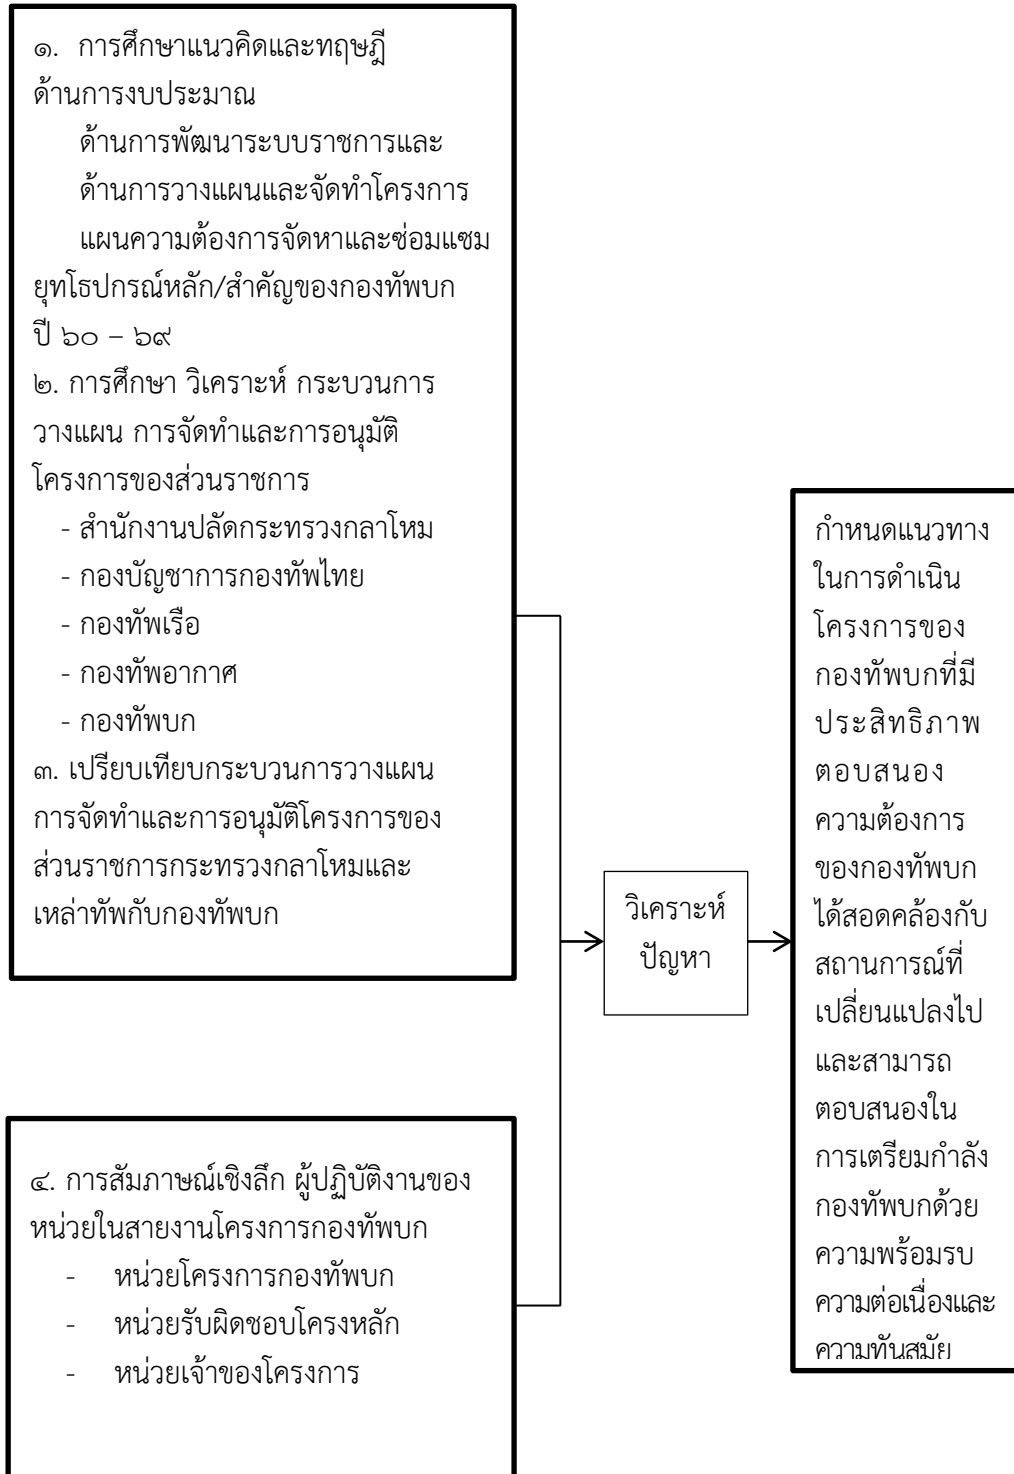 ๑.  การศึกษาแนวคิดและทฤษฎี
ด้านการงบประมาณ
ด้านการพัฒนาระบบราชการและ
ด้านการวางแผนและจัดทำโครงการ
แผนความต้องการจัดหาและซ่อมแซม
ยุทโธปกรณ์หลัก/สำคัญของกองทัพบก
ปี ๖๐ – ๖๙
๒. การศึกษา วิเคราะห์ กระบวนการ
วางแผน การจัดทำและการอนุมัติ
โครงการของส่วนราชการ
- สำนักงานปลัดกระทรวงกลาโหม
- กองบัญชาการกองทัพไทย
- กองทัพเรือ
- กองทัพอากาศ
- กองทัพบก
๓. เปรียบเทียบกระบวนการวางแผน
การจัดทำและการอนุมัติโครงการของ
ส่วนราชการกระทรวงกลาโหมและ
เหล่าทัพกับกองทัพบก
๔. การสัมภาษณ์เชิงลึก ผู้ปฏิบัติงานของ
หน่วยในสายงานโครงการกองทัพบก
- หน่วยโครงการกองทัพบก
- หน่วยรับผิดชอบโครงหลัก
- หน่วยเจ้าของโครงการ
วิเคราะห์
ปัญหา
กำหนดแนวทาง
ในการดำเนิน
โครงการของ
กองทัพบกที่มี
ประสิทธิภาพ
ตอบสนอง
ความต้องการ
ของกองทัพบก
ได้สอดคล้องกับ
สถานการณ์ที่
เปลี่ยนแปลงไป
และสามารถ
ตอบสนองใน
การเตรียมกำลัง
กองทัพบกด้วย
ความพร้อมรบ
ความต่อเนื่องและ
ความทันสมัย